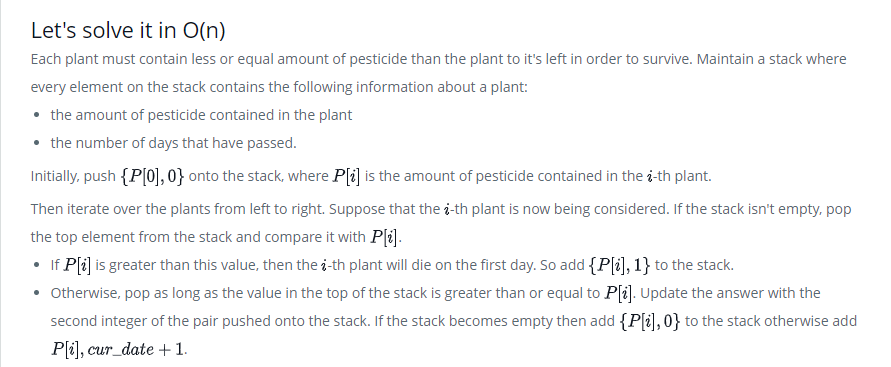 Let's solve it in O(n)
Each plant must contain less or equal amount of pesticide than the plant to it's left in order to survive. Maintain a stack where
every element on the stack contains the following information about a plant:
• the amount of pesticide contained in the plant
• the number of days that have passed.
Initially, push {P[0], 0} onto the stack, where P[i] is the amount of pesticide contained in the i-th plant.
Then iterate over the plants from left to right. Suppose that the i-th plant is now being considered. If the stack isn't empty, pop
the top element from the stack and compare it with P[i].
• If P[i] is greater than this value, then the i-th plant will die on the first day. So add {P[i], 1} to the stack.
• Otherwise, pop as long as the value in the top of the stack is greater than or equal to P[i]. Update the answer with the
second integer of the pair pushed onto the stack. If the stack becomes empty then add {P[i], 0} to the stack otherwise add
P[i], cur_date + 1.